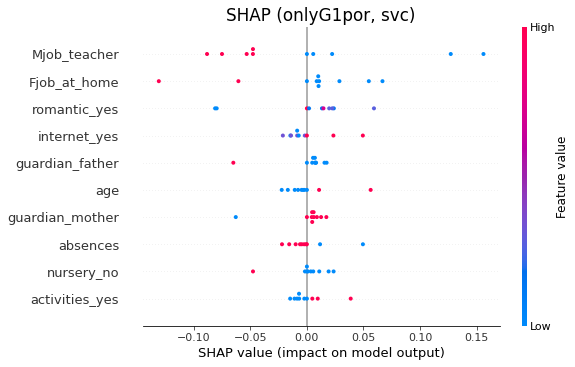 SHAP (onlyG1por, svc)
High
Mjob_teacher
Fjob_at_home
romantic_yes
internet_yes
guardian_father
age
guardian_mother
absences
nursery_no
activities_yes
Feature value
Low
−0.10 −0.05 0.00 0.05 0.10 0.15
SHAP value (impact on model output)